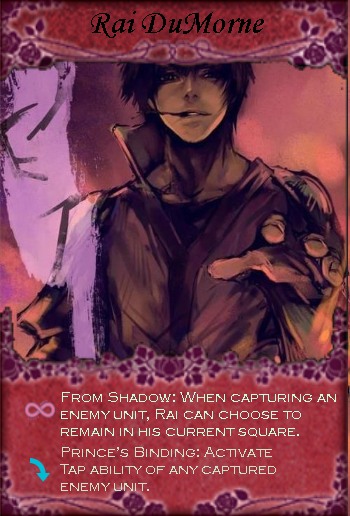 Rai DuMorne
From Shadow: When capturing an
enemy unit, Rai can choose to
remain in his current square.
Prince's Binding: Activate
Tap ability of any captured
enemy unit.